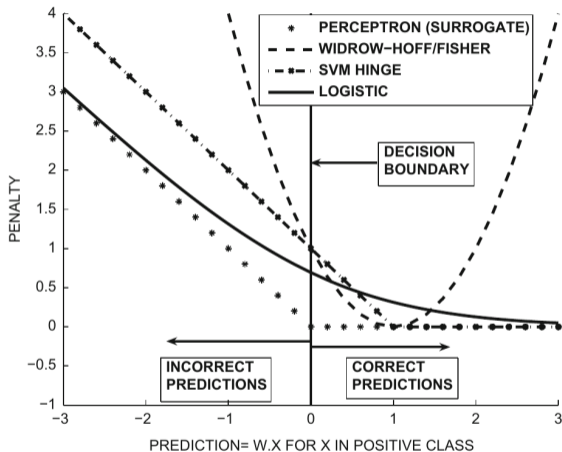 4
3.5
3
2.5
2
1.5
1
0.5
0
−0.5
−1
PENALTY
PERCEPTRON (SURROGATE)
WIDROW−HOFF/FISHER
SVM HINGE
LOGISTIC
DECISION
BOUNDARY
INCORRECT
PREDICTIONS
CORRECT
PREDICTIONS
−3
−2
−1
0
1
2
3
PREDICTION= W.X FOR X IN POSITIVE CLASS